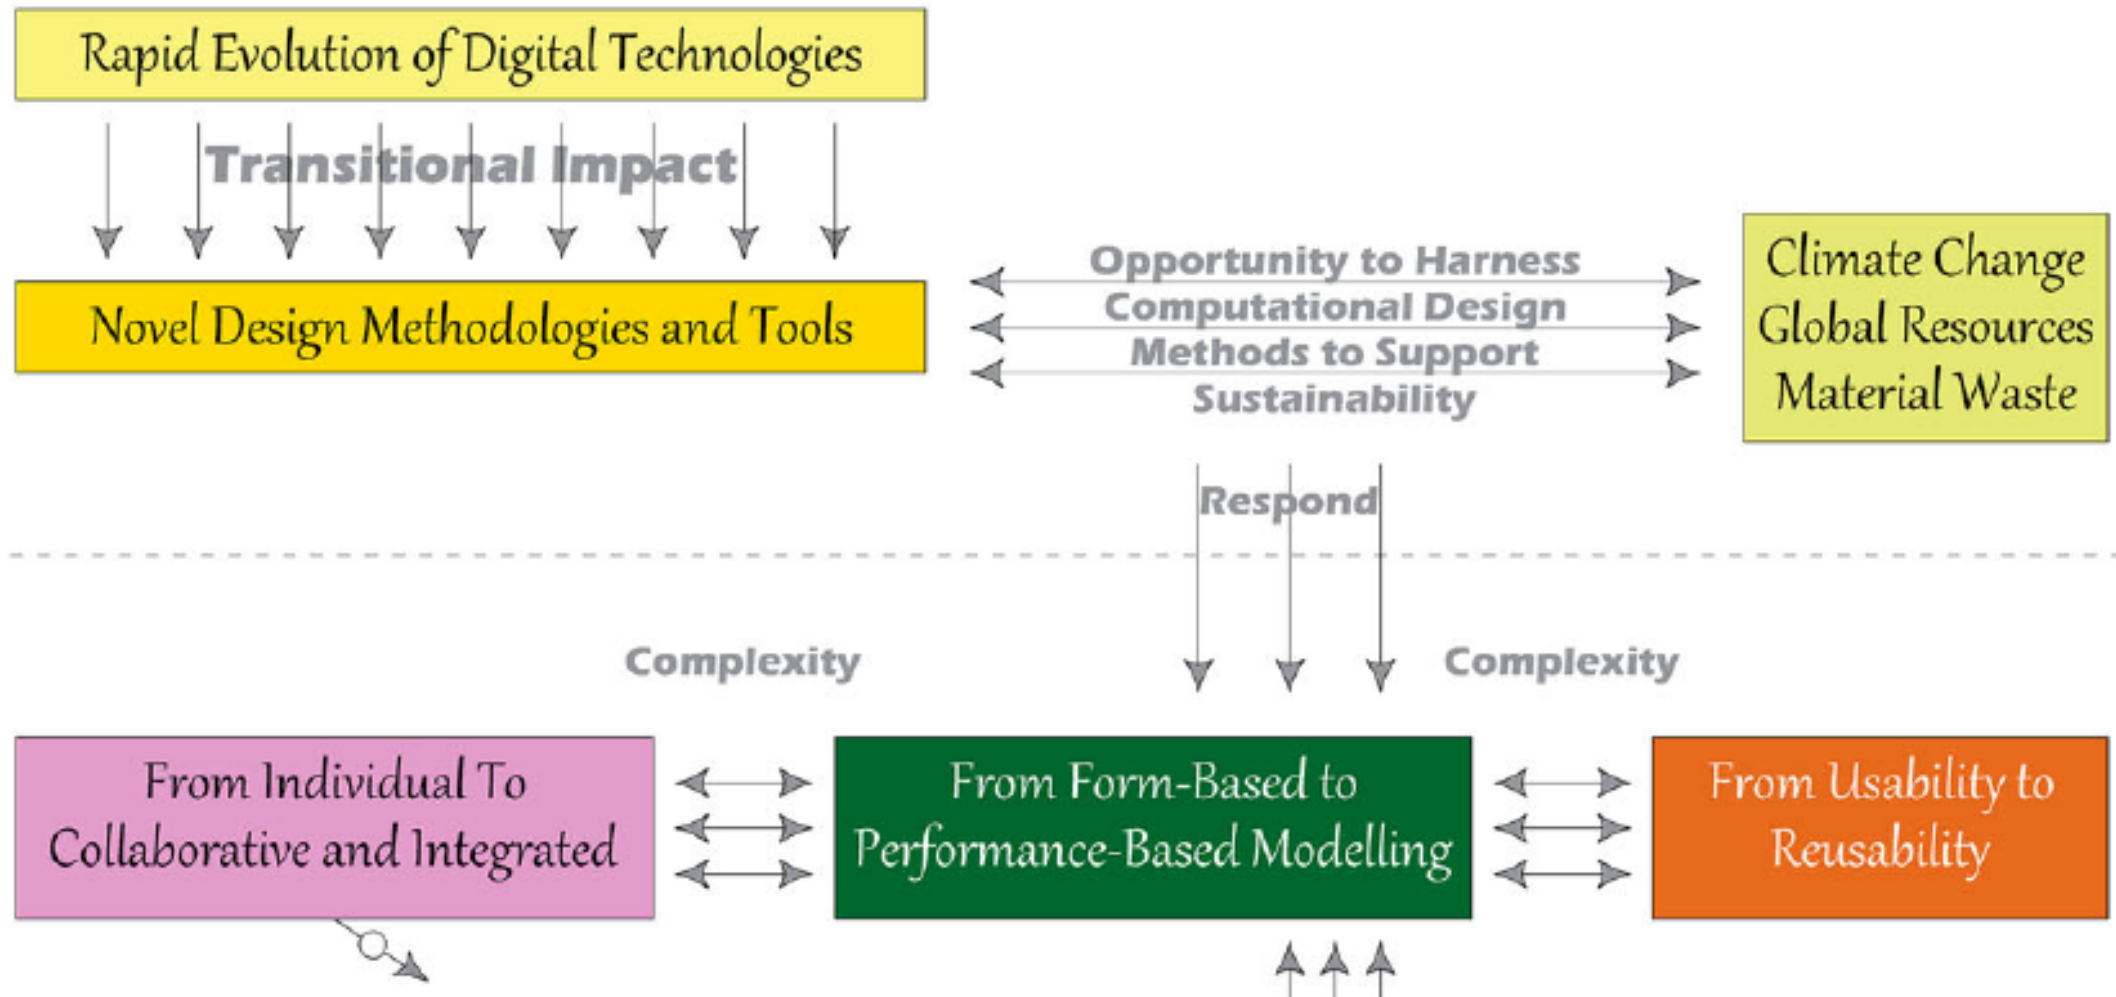 Rapid Evolution of Digital Technologies
Transitional Impact
Novel Design Methodologies and Tools
Opportunity to Harness
Computational Design
Methods to Support
Sustainability
Climate Change
Global Resources
Material Waste
Respond
Complexity
Complexity
From Individual To
Collaborative and Integrated
From Form-Based to
Performance-Based Modelling
From Usability to
Reusability